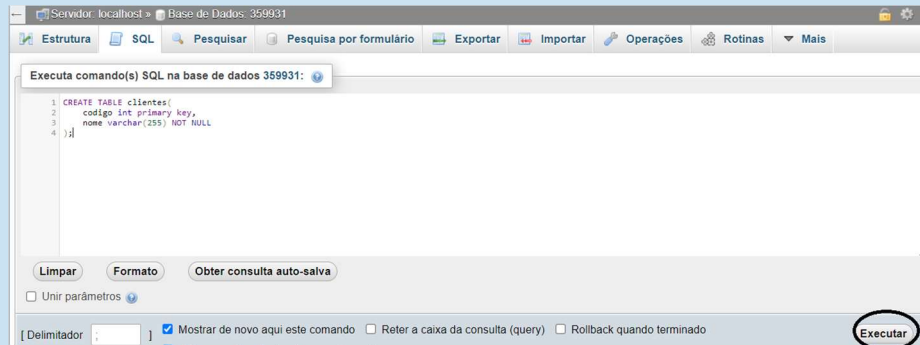 Servidor: localhost » Base de Dados: 359931
Estrutura SQL Pesquisar Pesquisa por formulário Exportar Importar Operações Rotinas Mais
Executa comando(s) SQL na base de dados 359931:
1 CREATE TABLE clientes(
2 codigo int primary key,
3 nome varchar(255) NOT NULL
4 );
Limpar Formato Obter consulta auto-salva
Unir parâmetros
[ Delimitador ; ] Mostrar de novo aqui este comando Reter a caixa da consulta (query) Rollback quando terminado Executar